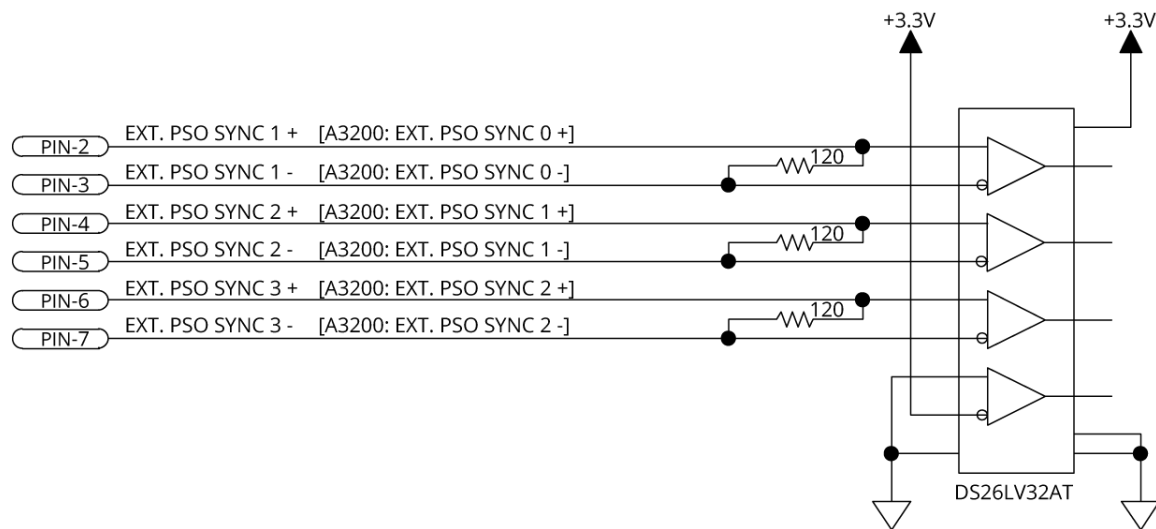 +3.3V +3.3V
PIN-2 EXT. PSO SYNC 1 + [A3200: EXT. PSO SYNC 0 +]
120
PIN-3 EXT. PSO SYNC 1 - [A3200: EXT. PSO SYNC 0 -]
PIN-4 EXT. PSO SYNC 2 + [A3200: EXT. PSO SYNC 1 +]
120
PIN-5 EXT. PSO SYNC 2 - [A3200: EXT. PSO SYNC 1 -]
PIN-6 EXT. PSO SYNC 3 + [A3200: EXT. PSO SYNC 2 +]
120
PIN-7 EXT. PSO SYNC 3 - [A3200: EXT. PSO SYNC 2 -]
DS26LV32AT